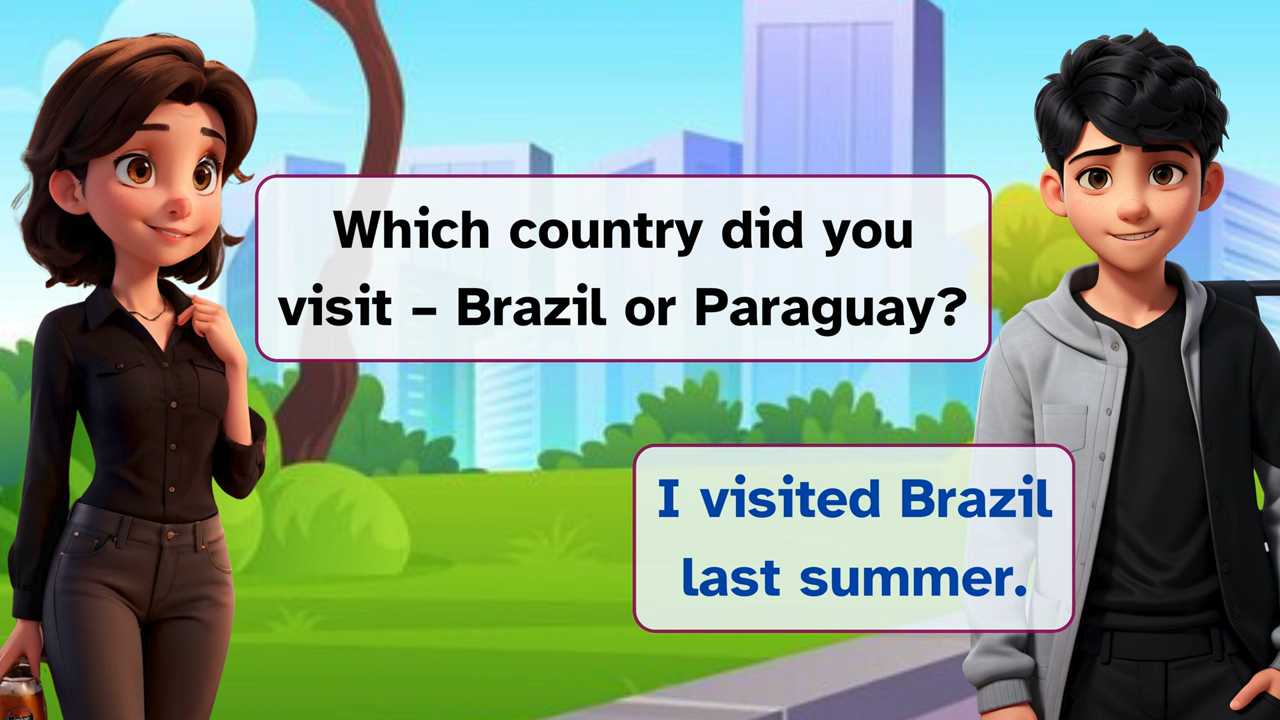 Which country did you
visit – Brazil or Paraguay?
I visited Brazil
last summer.